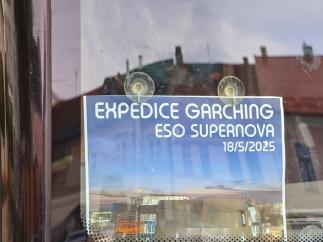 EXPEDICE GARCHING
ESO SUPERNOVA
18/5/2025